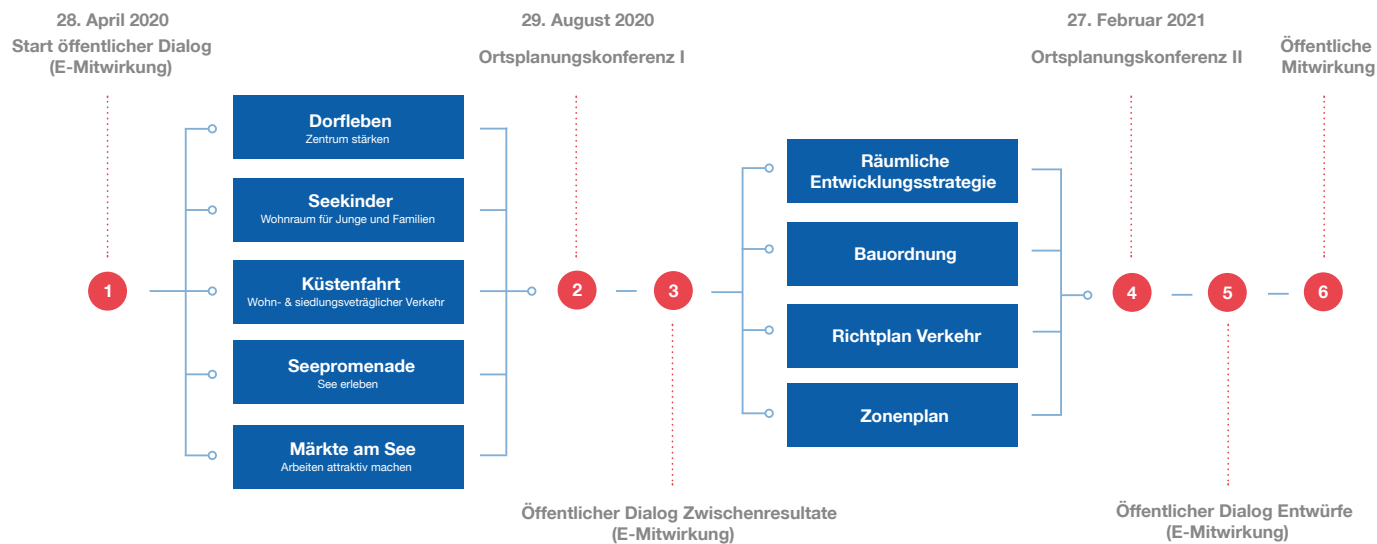 28. April 2020
Start öffentlicher Dialog
(E-Mitwirkung)
29. August 2020
Ortsplanungskonferenz I
27. Februar 2021
Ortsplanungskonferenz II
Öffentliche
Mitwirkung
1
Dorfleben
Zentrum stärken
Seekinder
Wohnraum für Junge und Familien
Küstenfahrt
Wohn- & siedlungsveträglicher Verkehr
Seepromenade
See erleben
Märkte am See
Arbeiten attraktiv machen
2
3
Räumliche
Entwicklungsstrategie
Bauordnung
Richtplan Verkehr
Zonenplan
4
5
6
Öffentlicher Dialog Zwischenresultate
(E-Mitwirkung)
Öffentlicher Dialog Entwürfe
(E-Mitwirkung)